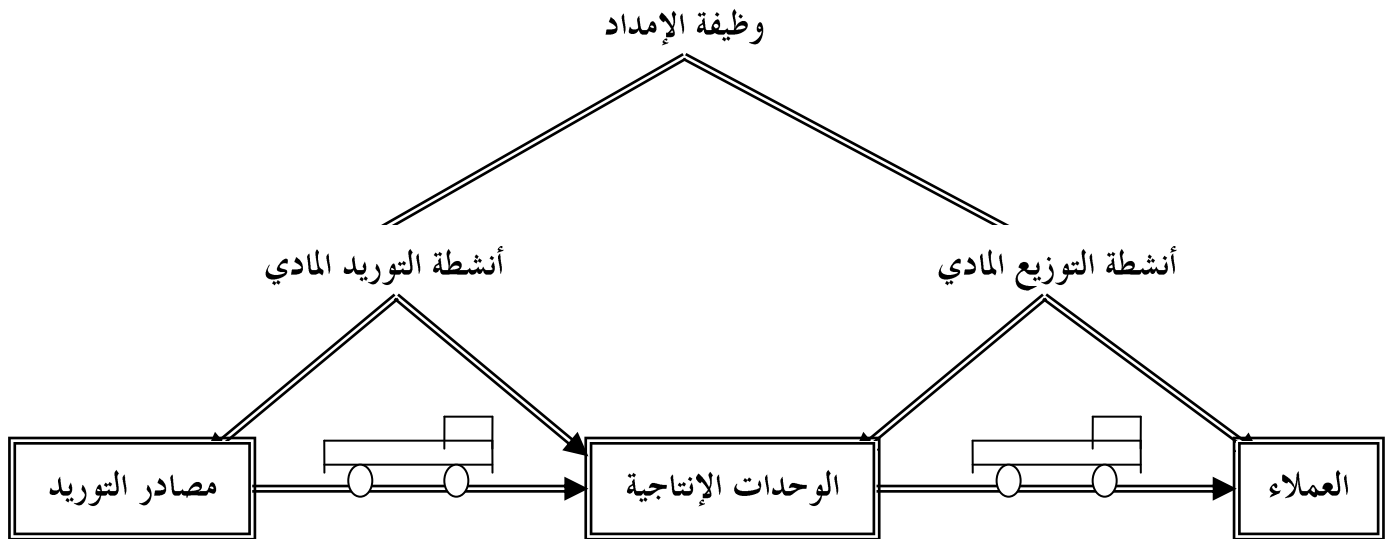 وظيفة الإمداد
أنشطة التوزيع المادي
أنشطة التوريد المادي
العملاء
الوحدات الإنتاجية
مصادر التوريد